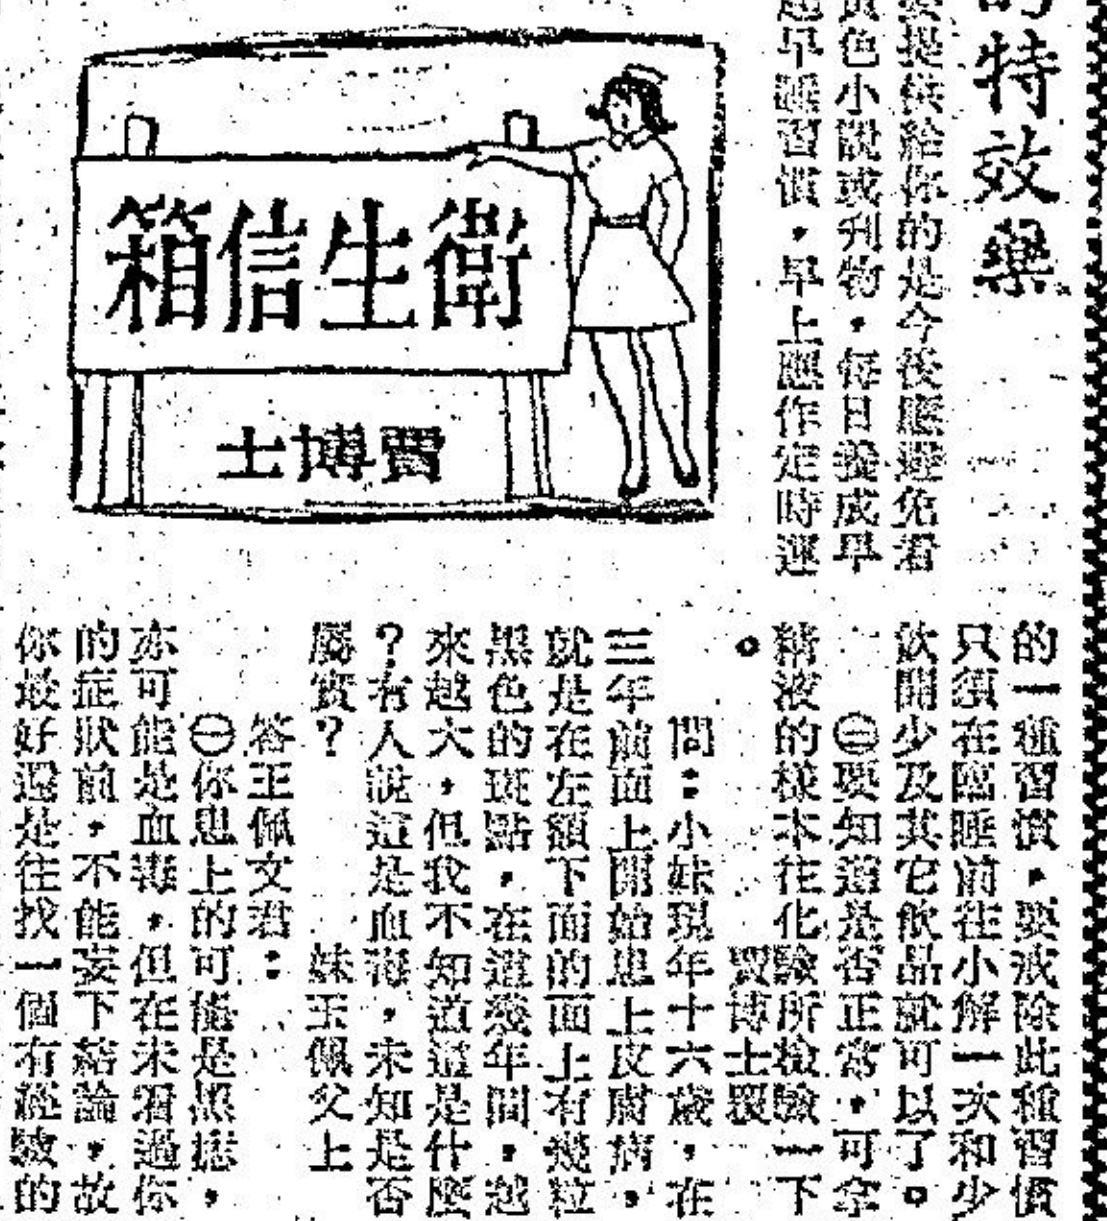 的特效藥
要提供給你的是今後應避免看
黃色小說或刋物，每日養成早
起早睡習慣，早上應作定時運
衛生信箱
賈博士
的一種習慣，要戒除此種習慣
只須在臨睡前往小解一次和少
飲開少及其它飲品就可以了。
㊁要知道是否正常，可拿
精液的樣本往化驗所檢驗一下
。　　　賈博士覆
問：小妹現年十六歲，在
三年前面上開始患上皮膚病，
就是在左額下面的面上有幾粒
黑色的斑點，在這幾年間，越
來越大，但我不知道這是什麼
？有人說這是血毒，未知是否
屬實？　　妹王佩父上
答王佩文君：
㊀你患上的可能是黑痣，
亦可能是血毒，但在未看過你
的症狀前，不能妄下結論，故
你最好還是往找一個有經驗的